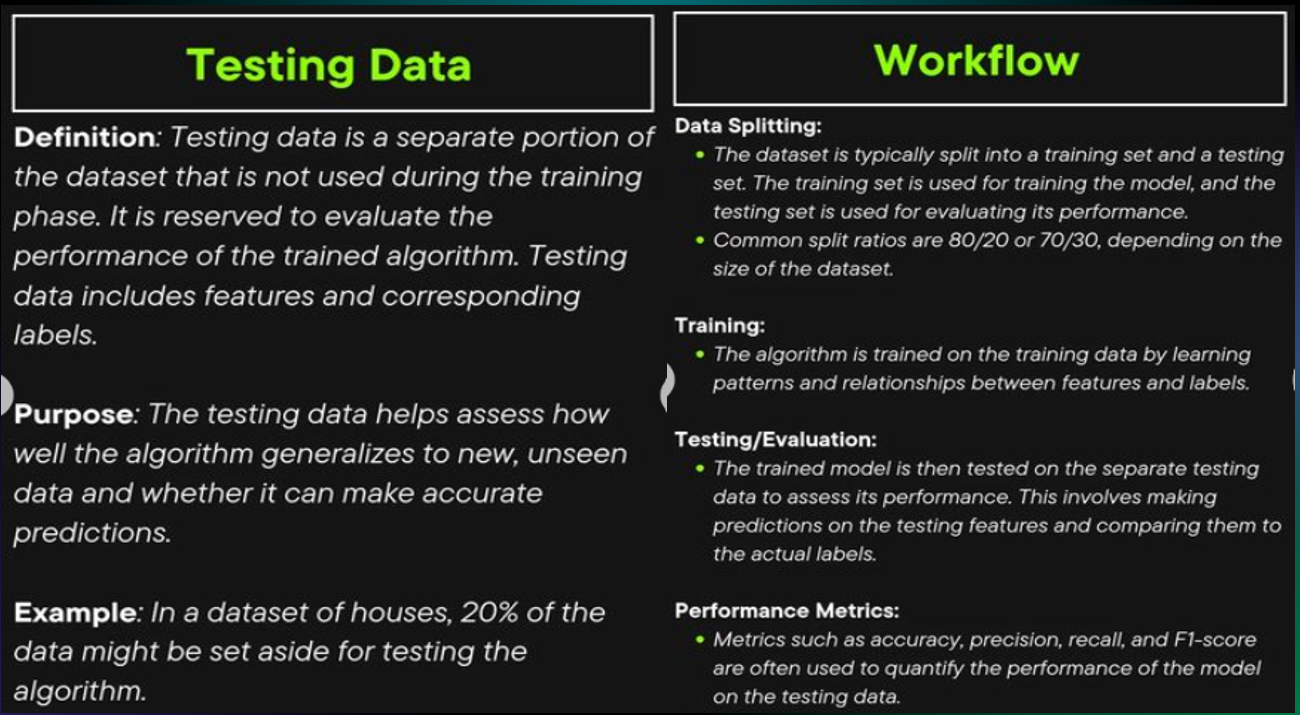 Testing Data
Definition: Testing data is a separate portion of
the dataset that is not used during the training
phase. It is reserved to evaluate the
performance of the trained algorithm. Testing
data includes features and corresponding
labels.
Purpose: The testing data helps assess how
well the algorithm generalizes to new, unseen
data and whether it can make accurate
predictions.
Example: In a dataset of houses, 20% of the
data might be set aside for testing the
algorithm.
Workflow
Data Splitting:
• The dataset is typically split into a training set and a testing
set. The training set is used for training the model, and the
testing set is used for evaluating its performance.
• Common split ratios are 80/20 or 70/30, depending on the
size of the dataset.
Training:
• The algorithm is trained on the training data by learning
patterns and relationships between features and labels.
Testing/Evaluation:
• The trained model is then tested on the separate testing
data to assess its performance. This involves making
predictions on the testing features and comparing them to
the actual labels.
Performance Metrics:
• Metrics such as accuracy, precision, recall, and F1-score
are often used to quantify the performance of the model
on the testing data.